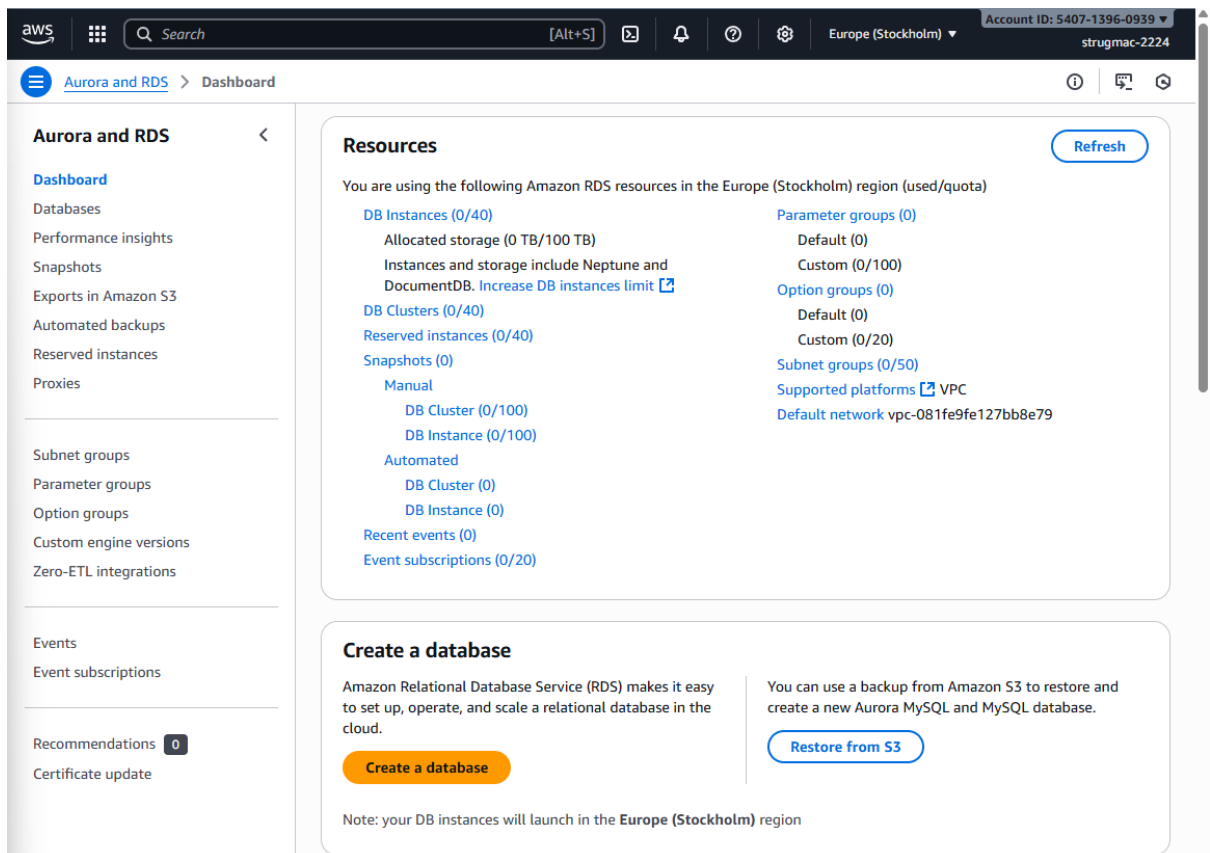 aws
Search
[Alt+S]
Europe (Stockholm) ▼
Account ID: 5407-1396-0939 ▼
strugmac-2224
Aurora and RDS > Dashboard
Aurora and RDS
Dashboard
Databases
Performance insights
Snapshots
Exports in Amazon S3
Automated backups
Reserved instances
Proxies
Subnet groups
Parameter groups
Option groups
Custom engine versions
Zero-ETL integrations
Events
Event subscriptions
Recommendations 0
Certificate update
Resources
Refresh
You are using the following Amazon RDS resources in the Europe (Stockholm) region (used/quota)
DB Instances (0/40)
Allocated storage (0 TB/100 TB)
Instances and storage include Neptune and
DocumentDB. Increase DB instances limit
DB Clusters (0/40)
Reserved instances (0/40)
Snapshots (0)
Manual
DB Cluster (0/100)
DB Instance (0/100)
Automated
DB Cluster (0)
DB Instance (0)
Recent events (0)
Event subscriptions (0/20)
Parameter groups (0)
Default (0)
Custom (0/100)
Option groups (0)
Default (0)
Custom (0/20)
Subnet groups (0/50)
Supported platforms VPC
Default network vpc-081fe9fe127bb8e79
Create a database
Amazon Relational Database Service (RDS) makes it easy
to set up, operate, and scale a relational database in the
cloud.
Create a database
You can use a backup from Amazon S3 to restore and
create a new Aurora MySQL and MySQL database.
Restore from S3
Note: your DB instances will launch in the Europe (Stockholm) region